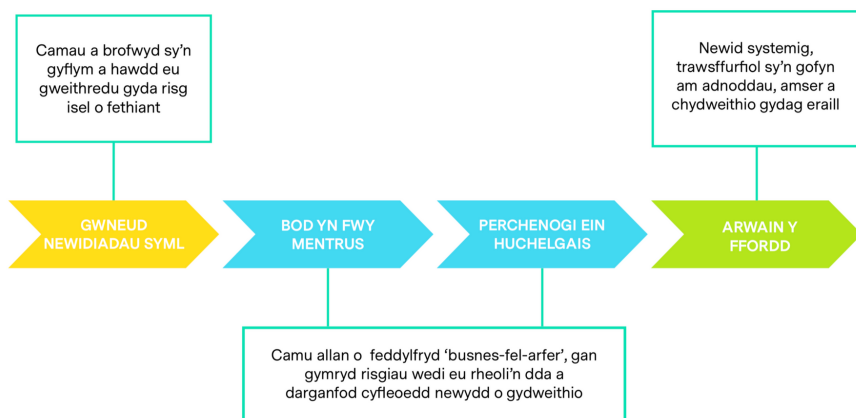 Camau a brofwyd sy'n
gyflym a hawdd eu
gweithredu gyda risg
isel o fethiant
Newid systemig,
trawsffurfiol sy'n gofyn
am adnoddau, amser a
chydweithio gydag eraill
GWNEUD
NEWIDIADAU SYML
BOD YN FWY
MENTRUS
PERCHENOGI EIN
HUCHELGAIS
ARWAIN Y
FFORDD
Camu allan o feddylfryd ‘busnes-fel-arfer’, gan
gymryd risgiau wedi eu rheoli’n dda a
darganfod cyfleoedd newydd o gydweithio